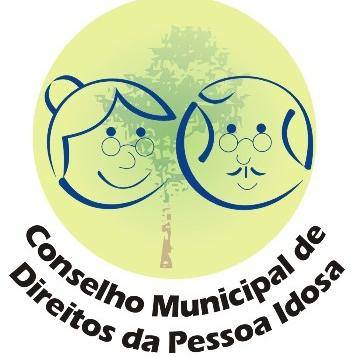 Conselho Municipal de
Direitos da Pessoa Idosa